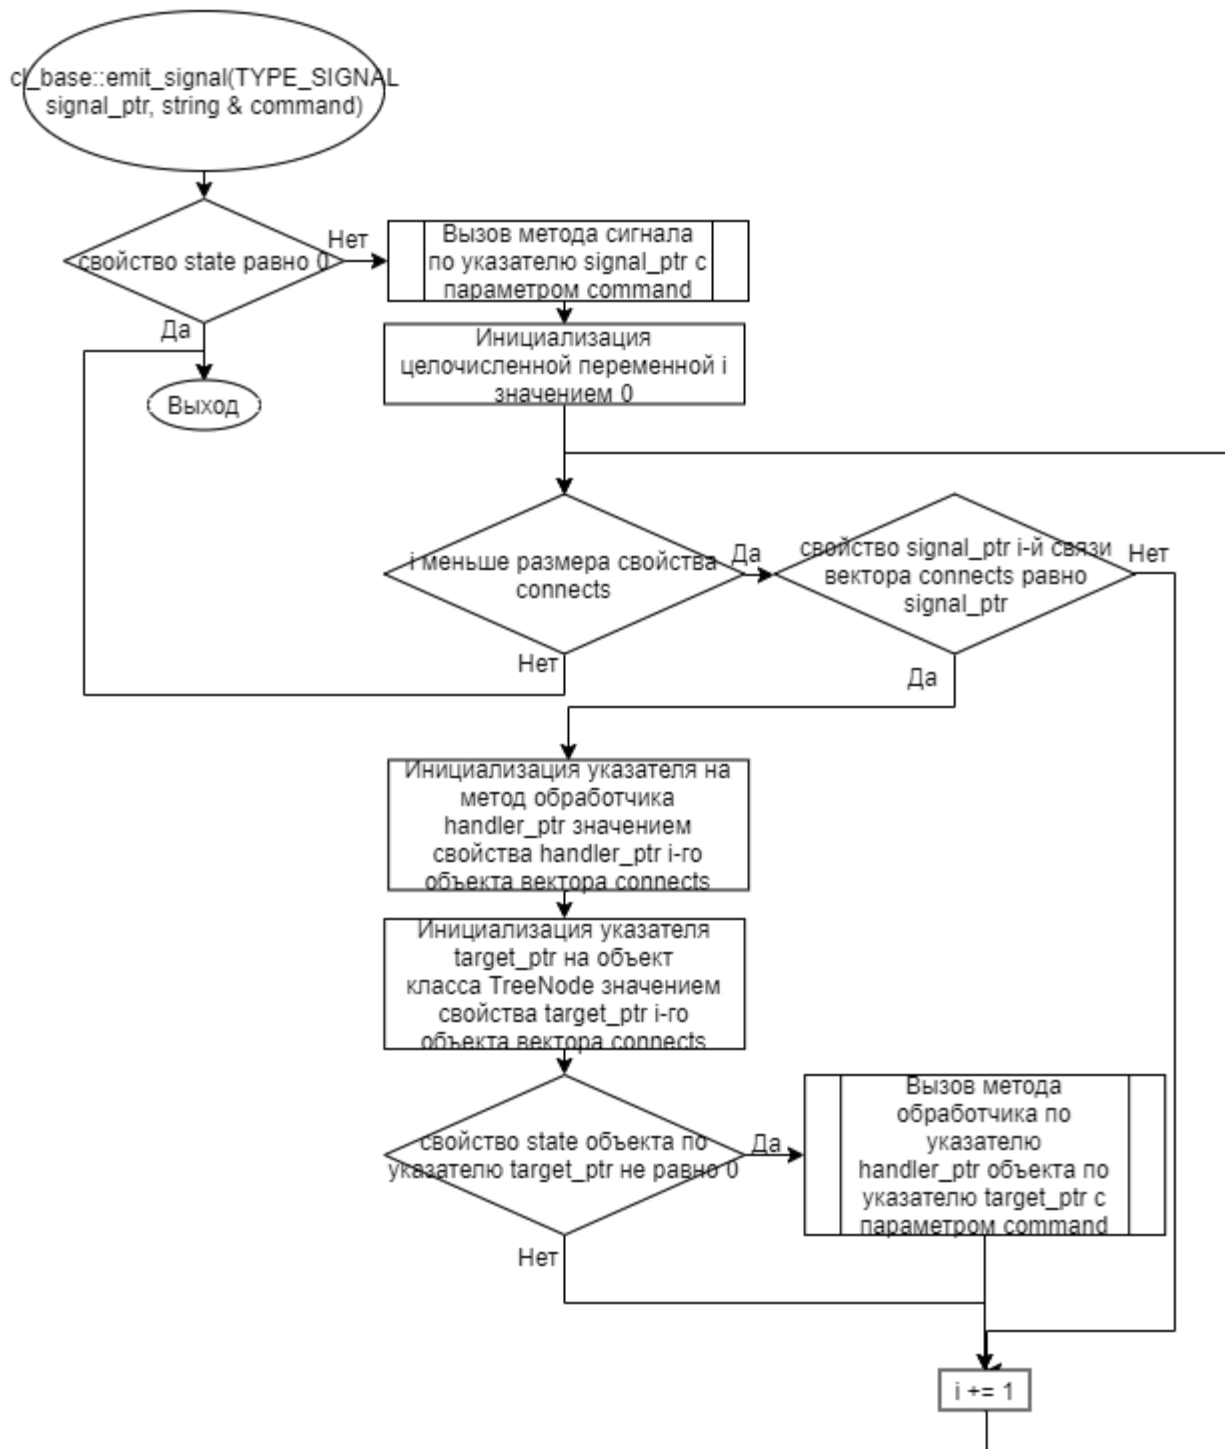 cl_base::emit_signal(TYPE_SIGNAL
signal_ptr, string & command)
свойство state равно 0
Нет
Вызов метода сигнала
по указателю signal_ptr с
параметром command
Да
Инициализация
целочисленной переменной i
значением 0
Выход
i меньше размера свойства
connects
Да
свойство signal_ptr i-й связи
вектора connects равно
signal_ptr
Нет
Нет
Да
Инициализация указателя на
метод обработчика
handler_ptr значением
свойства handler_ptr i-го
объекта вектора connects
Инициализация указателя
target_ptr на объект
класса TreeNode значением
свойства target_ptr i-го
объекта вектора connects
свойство state объекта по
указателю target_ptr не равно 0
Да
Вызов метода
обработчика по
указателю
handler_ptr объекта по
указателю target_ptr с
параметром command
Нет
i += 1